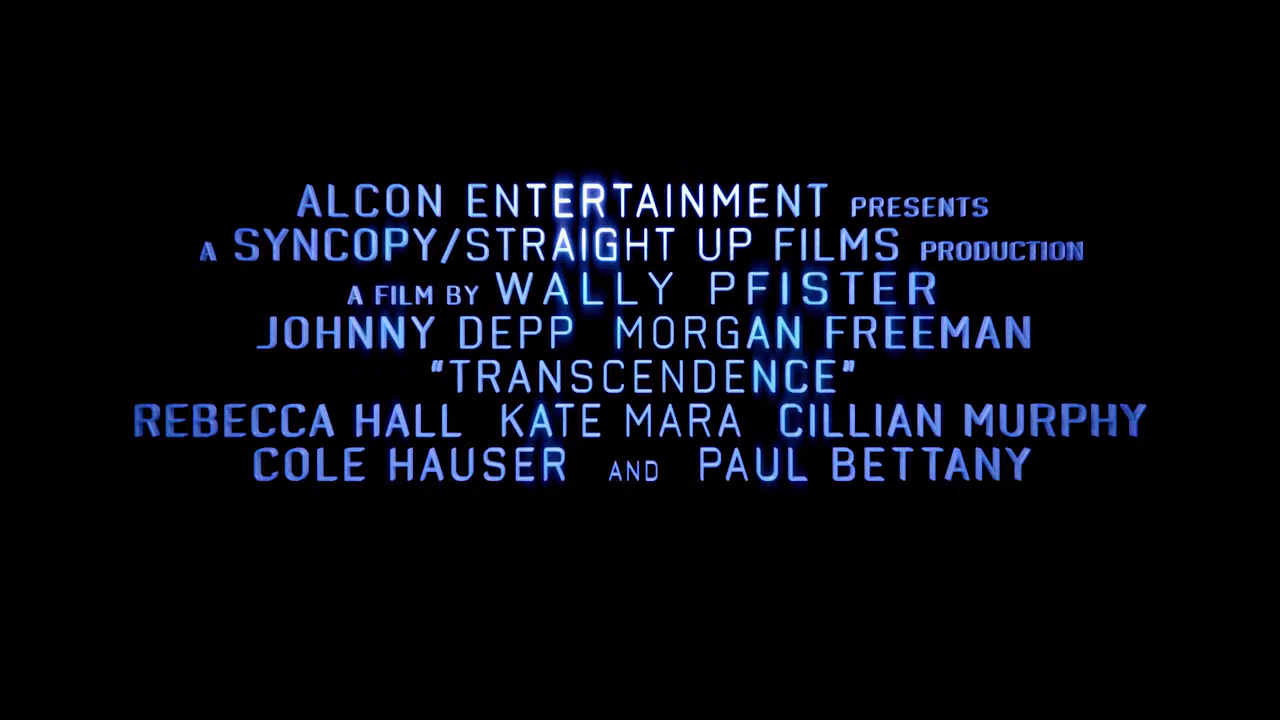 ALCON ENTERTAINMENT PRESENTS
A SYNCOPY/STRAIGHT UP FILMS PRODUCTION
A FILM BY WALLY PFISTER
JOHNNY DEPP MORGAN FREEMAN
“TRANSCENDENCE”
REBECCA HALL KATE MARA CILLIAN MURPHY
COLE HAUSER AND PAUL BETTANY